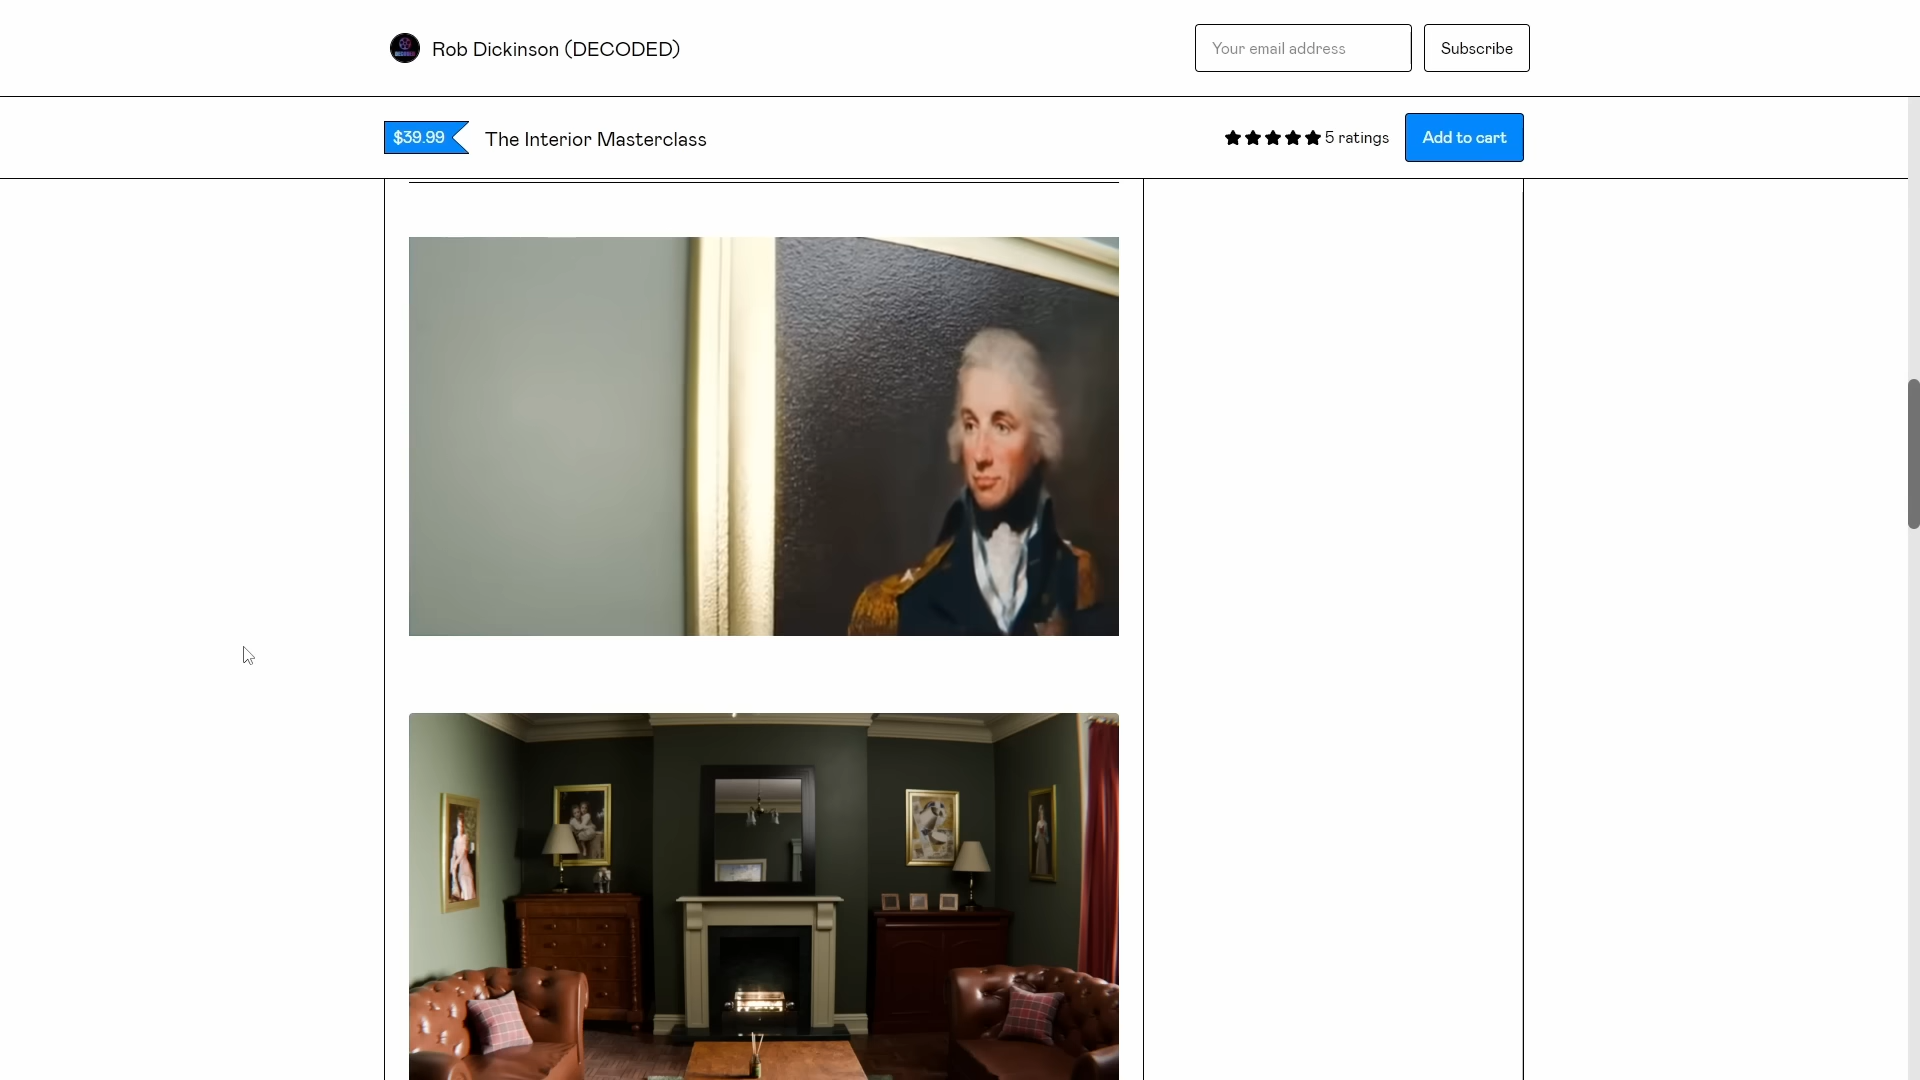 Rob Dickinson (DECODED)
Your email address
Subscribe
$39.99
The Interior Masterclass
5 ratings
Add to cart